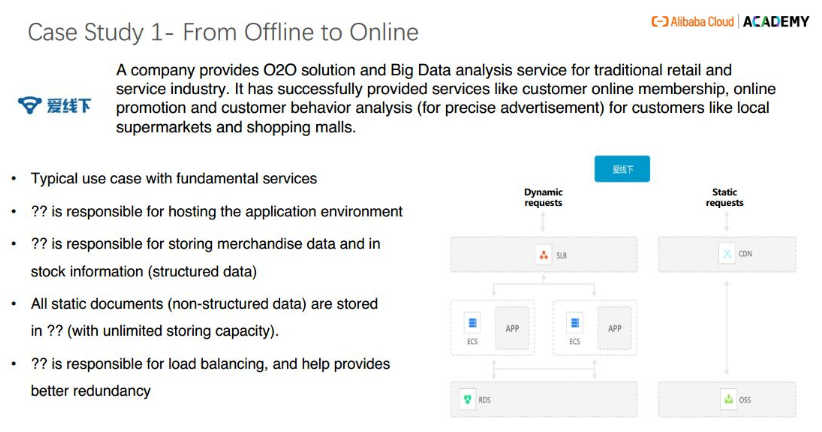 Case Study 1- From Offline to Online
Alibaba Cloud | ACADEMY
爱线下
A company provides O2O solution and Big Data analysis service for traditional retail and
service industry. It has successfully provided services like customer online membership, online
promotion and customer behavior analysis (for precise advertisement) for customers like local
supermarkets and shopping malls.
• Typical use case with fundamental services
• ?? is responsible for hosting the application environment
• ?? is responsible for storing merchandise data and in
stock information (structured data)
• All static documents (non-structured data) are stored
in ?? (with unlimited storing capacity).
• ?? is responsible for load balancing, and help provides
better redundancy
爱线下
Dynamic
requests
Static
requests
SLB
CDN
ECS
APP
ECS
APP
RDS
OSS